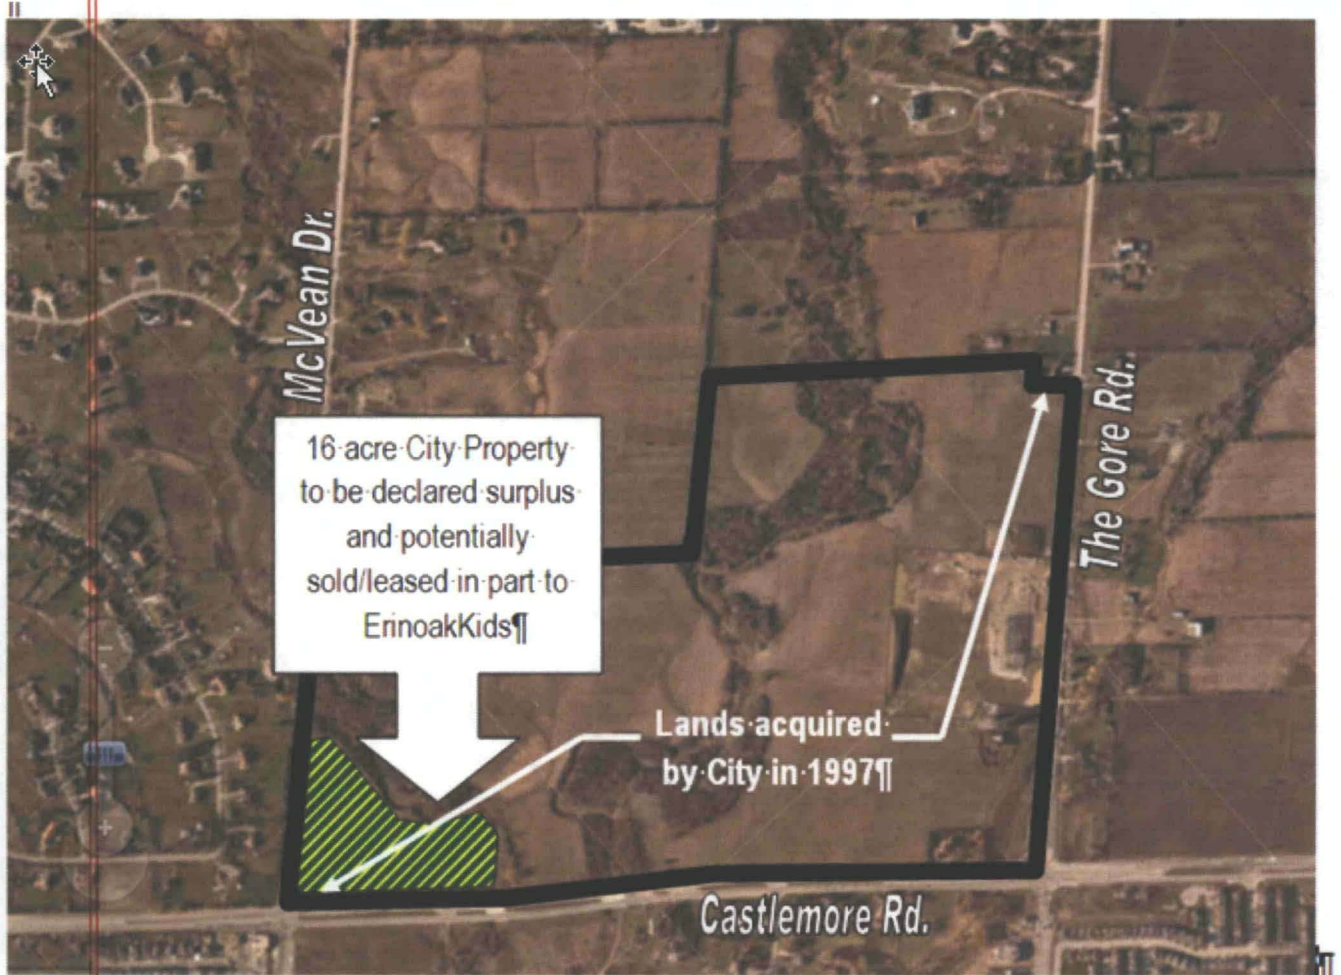 McVean Dr.
16·acre·City·Property·
to·be·declared·surplus·
and·potentially·
sold/leased·in·part·to·
ErinoakKids¶
The Gore Rd.
Lands·acquired·
by·City·in·1997¶
Castlemore Rd.
¶